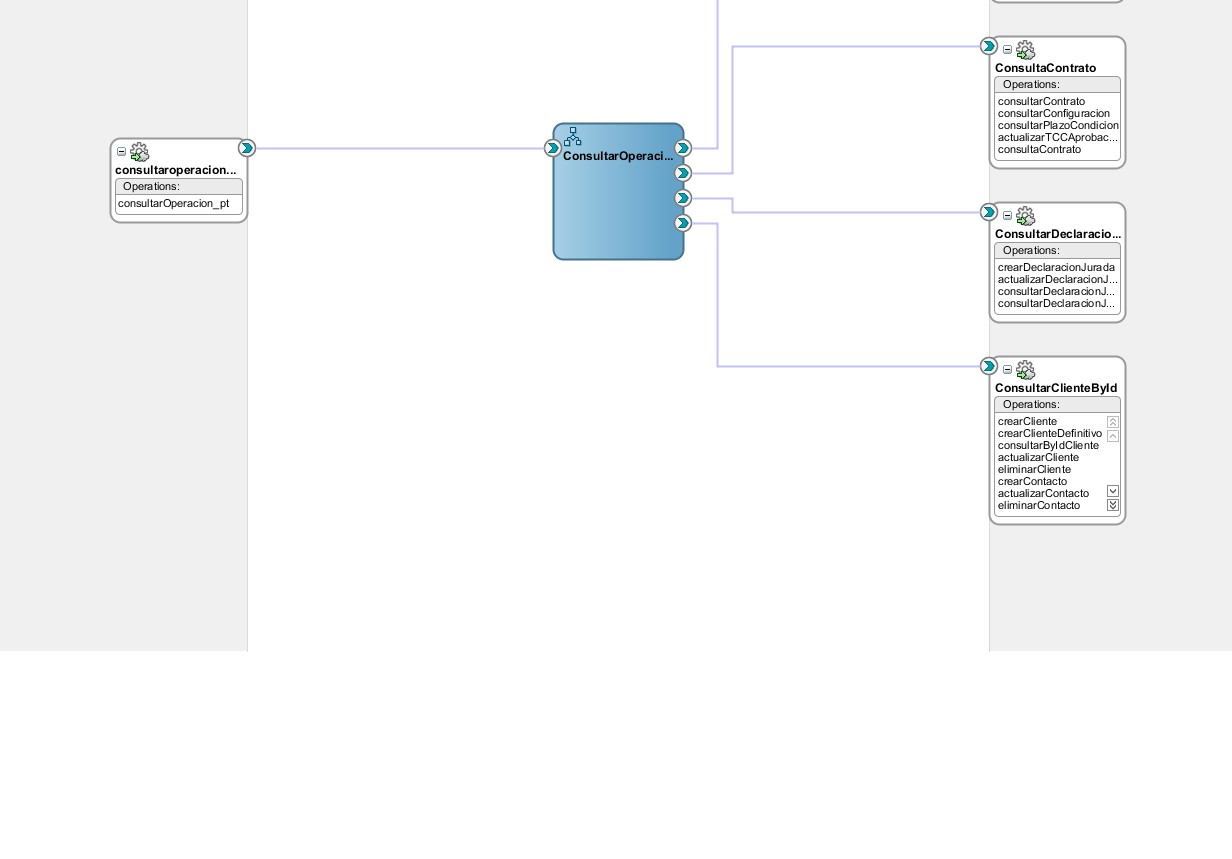 consultaroperacion...
Operations:
consultarOperacion_pt
ConsultarOperaci...
ConsultaContrato
Operations:
consultarContrato
consultarConfiguracion
consultarPlazoCondicion
actualizarTCCAprobac...
consultaContrato
ConsultarDeclaracio...
Operations:
crearDeclaracionJurada
actualizarDeclaracionJ...
consultarDeclaracionJ...
consultarDeclaracionJ...
ConsultarClienteById
Operations:
crearCliente
crearClienteDefinitivo
consultarByIdCliente
actualizarCliente
eliminarCliente
crearContacto
actualizarContacto
eliminarContacto